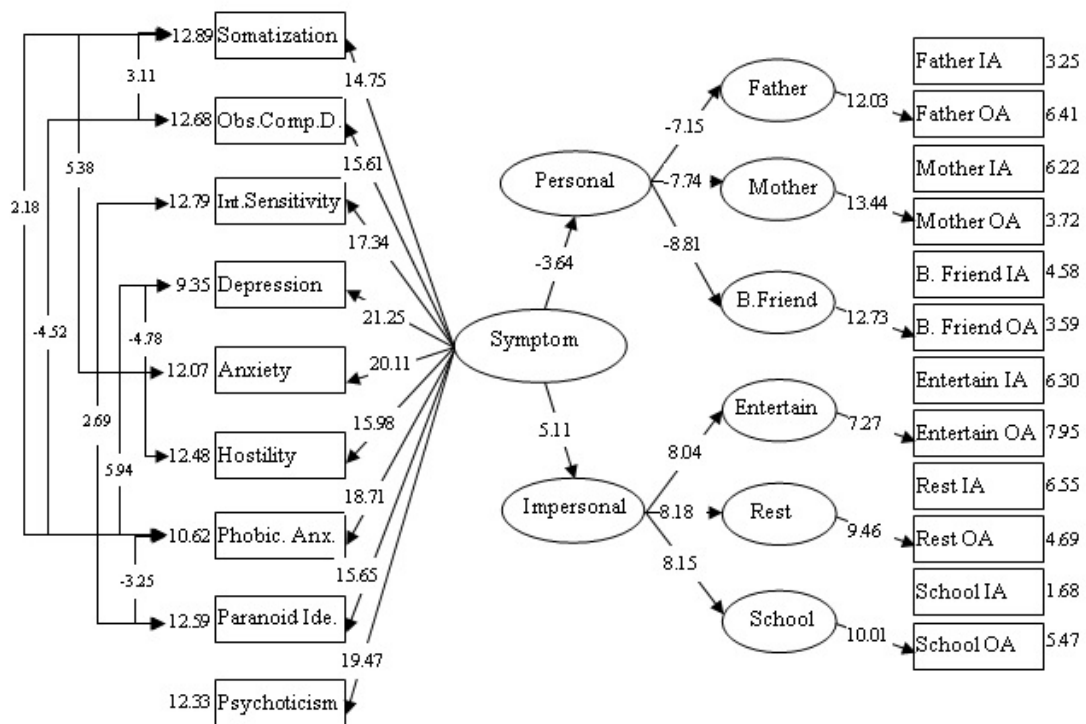 12.89 Somatization
3.11
14.75
12.68 Obs.Comp.D.
5.38
15.61
2.18
12.79 Int.Sensitivity
17.34
9.35 Depression
-4.52
-4.78
21.25
12.07 Anxiety
20.11
2.69
15.98
12.48 Hostility
5.94
18.71
10.62 Phobic. Anx.
-3.25
15.65
12.59 Paranoid Ide.
19.47
12.33 Psychoticism
Symptom
-3.64
5.11
Personal
-7.15
-7.74
-8.81
Impersonal
8.04
8.18
8.15
Father
12.03
Mother
13.44
B.Friend
12.73
Entertain
7.27
Rest
9.46
School
10.01
Father IA 3.25
Father OA 6.41
Mother IA 6.22
Mother OA 3.72
B. Friend IA 4.58
B. Friend OA 3.59
Entertain IA 6.30
Entertain OA 7.95
Rest IA 6.55
Rest OA 4.69
School IA 1.68
School OA 5.47